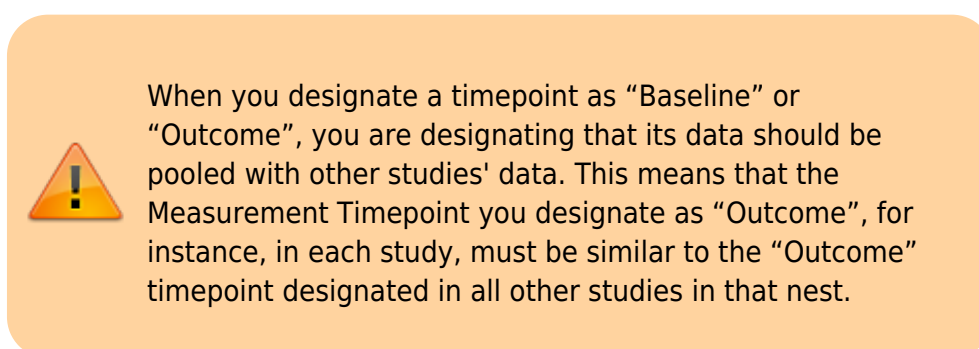 When you designate a timepoint as “Baseline” or
“Outcome”, you are designating that its data should be
pooled with other studies' data. This means that the
Measurement Timepoint you designate as “Outcome”, for
instance, in each study, must be similar to the “Outcome”
timepoint designated in all other studies in that nest.